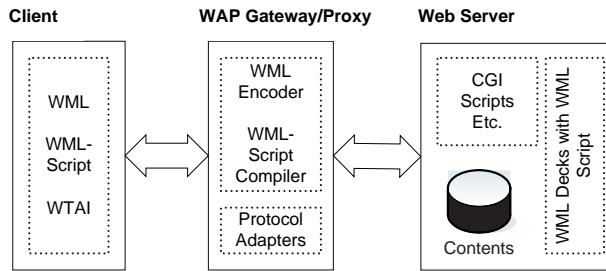 Client
WAP Gateway/Proxy
Web Server
WML
WML-
Script
WTAI
WML
Encoder
WML-
Script
Compiler
Protocol
Adapters
CGI
Scripts
Etc.
Contents
WML Decks with WML
Script